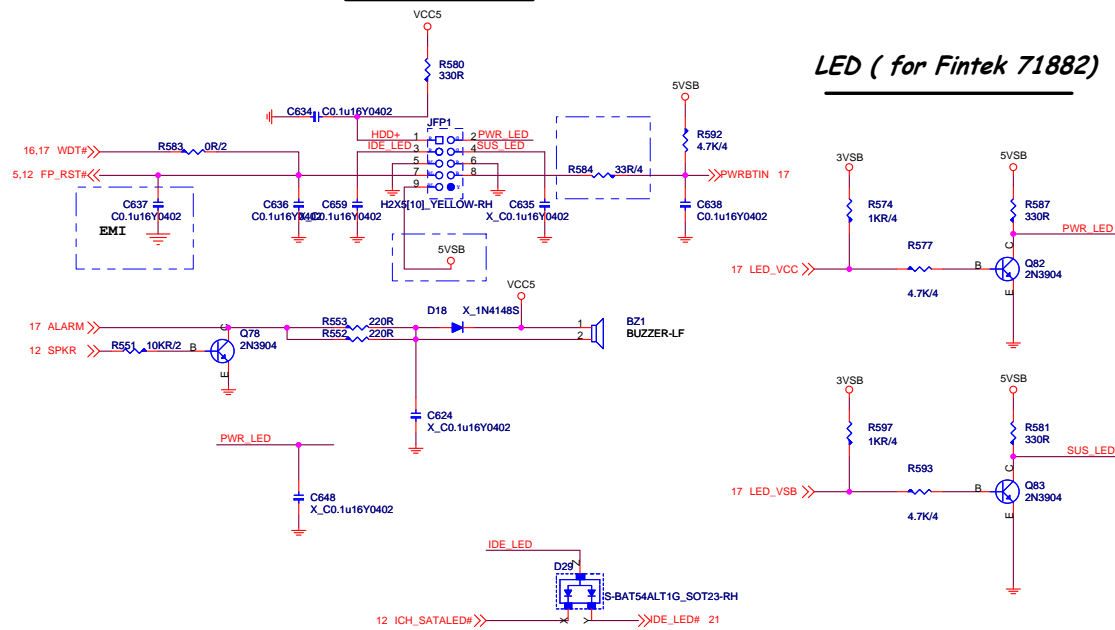 VCC5
R580
330R
LED ( for Fintek 71882)
C634 C0.1u16Y0402
JFP1
5VSB
HDD+ 1 2 PWR_LED
IDE_LED 3 4 SUS_LED
5 6
7 8
9
R592
4.7K/4
16,17 WDT#
R583 0R/2
5,12 FP_RST#
R584 33R/4
PWRBTIN 17
3VSB
5VSB
R574
1KR/4
R587
330R
PWR_LED
C637
C0.1u16Y0402
EMI
C636
C0.1u16Y0402
C659
X_C0.1u16Y0402
H2X5[10]_YELLOW-RH
C635
X_C0.1u16Y0402
C638
C0.1u16Y0402
5VSB
17 LED_VCC
R577
4.7K/4
B
C
E
Q82
2N3904
VCC5
D18 X_1N4148S
17 ALARM
R553 220R
R552 220R
1
2
BZ1
BUZZER-LF
12 SPKR
R551 10KR/2
B
C
E
Q78
2N3904
C624
X_C0.1u16Y0402
3VSB
5VSB
R597
1KR/4
R581
330R
SUS_LED
PWR_LED
C648
X_C0.1u16Y0402
17 LED_VSB
R593
4.7K/4
B
C
E
Q83
2N3904
IDE_LED
D29
Z
S-BAT54ALT1G_SOT23-RH
X
Y
12 ICH_SATALED#
IDE_LED# 21